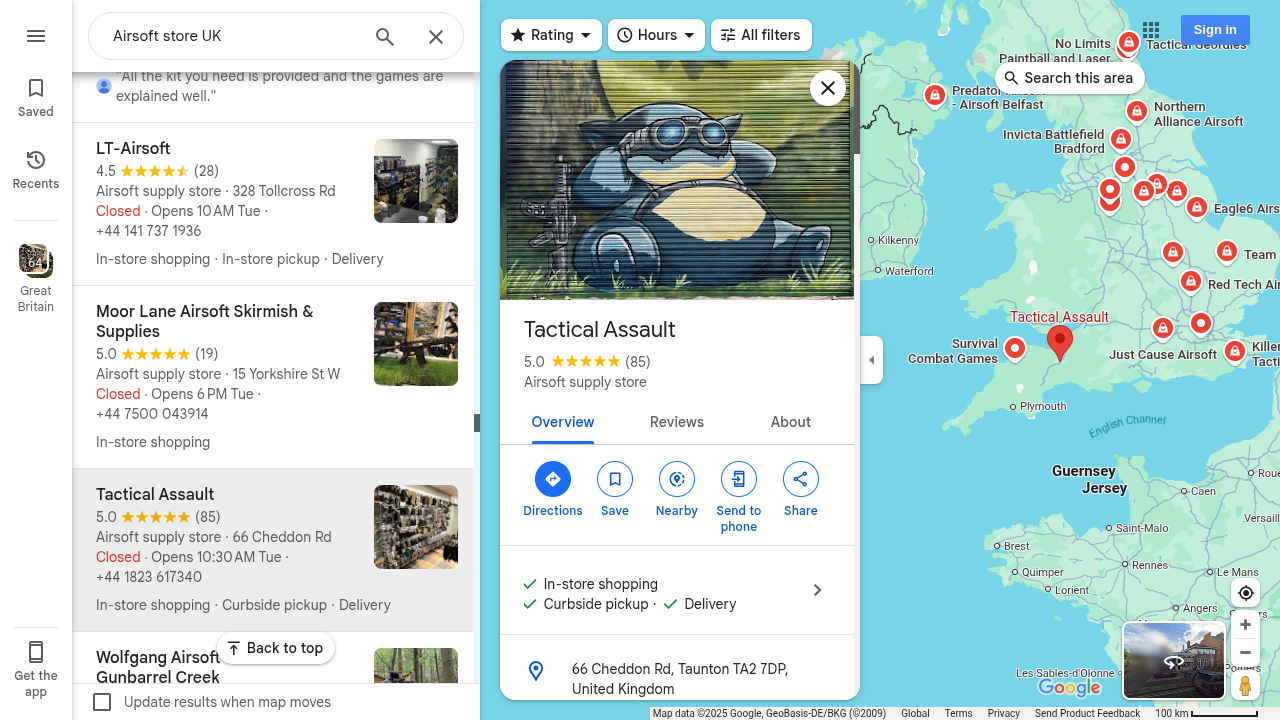 Airsoft store UK
Saved
Recents
64
Great
Britain
Get the
app
"All the kit you need is provided and the games are
explained well."
LT-Airsoft
4.5 (28)
Airsoft supply store · 328 Tollcross Rd
Closed · Opens 10 AM Tue ·
+44 141 737 1936
In-store shopping · In-store pickup · Delivery
Moor Lane Airsoft Skirmish &
Supplies
5.0 (19)
Airsoft supply store · 15 Yorkshire St W
Closed · Opens 6 PM Tue ·
+44 7500 043914
In-store shopping
Tactical Assault
5.0 (85)
Airsoft supply store · 66 Cheddon Rd
Closed · Opens 10:30 AM Tue ·
+44 1823 617340
In-store shopping · Curbside pickup · Delivery
Wolfgang Airsoft
Gunbarrel Creek
Back to top
Update results when map moves
Rating
Hours
All filters
Tactical Assault
5.0 (85)
Airsoft supply store
Overview
Reviews
About
Directions
Save
Nearby
Send to
phone
Share
In-store shopping
Curbside pickup · Delivery
66 Cheddon Rd, Taunton TA2 7DP,
United Kingdom
Sign in
Search this area
No Limits
Paintball and Laser
Tactical Geordies
Predator Airsoft
- Airsoft Belfast
Northern
Alliance Airsoft
Invicta Battlefield
Bradford
Eagle6 Airs
Kilkenny
Waterford
Team
Red Tech Air
Tactical Assault
Survival
Combat Games
Just Cause Airsoft
Killer
Tacti
Plymouth
English Channel
Guernsey
Jersey
Caen
Roue
Saint-Malo
Versaill
Brest
Rennes
Quimper
Le Mans
Lorient
Angers
Les Sables-d'Olonne
Poitiers
Google
Map data ©2025 Google, GeoBasis-DE/BKG (©2009)
Global
Terms
Privacy
Send Product Feedback
100 km